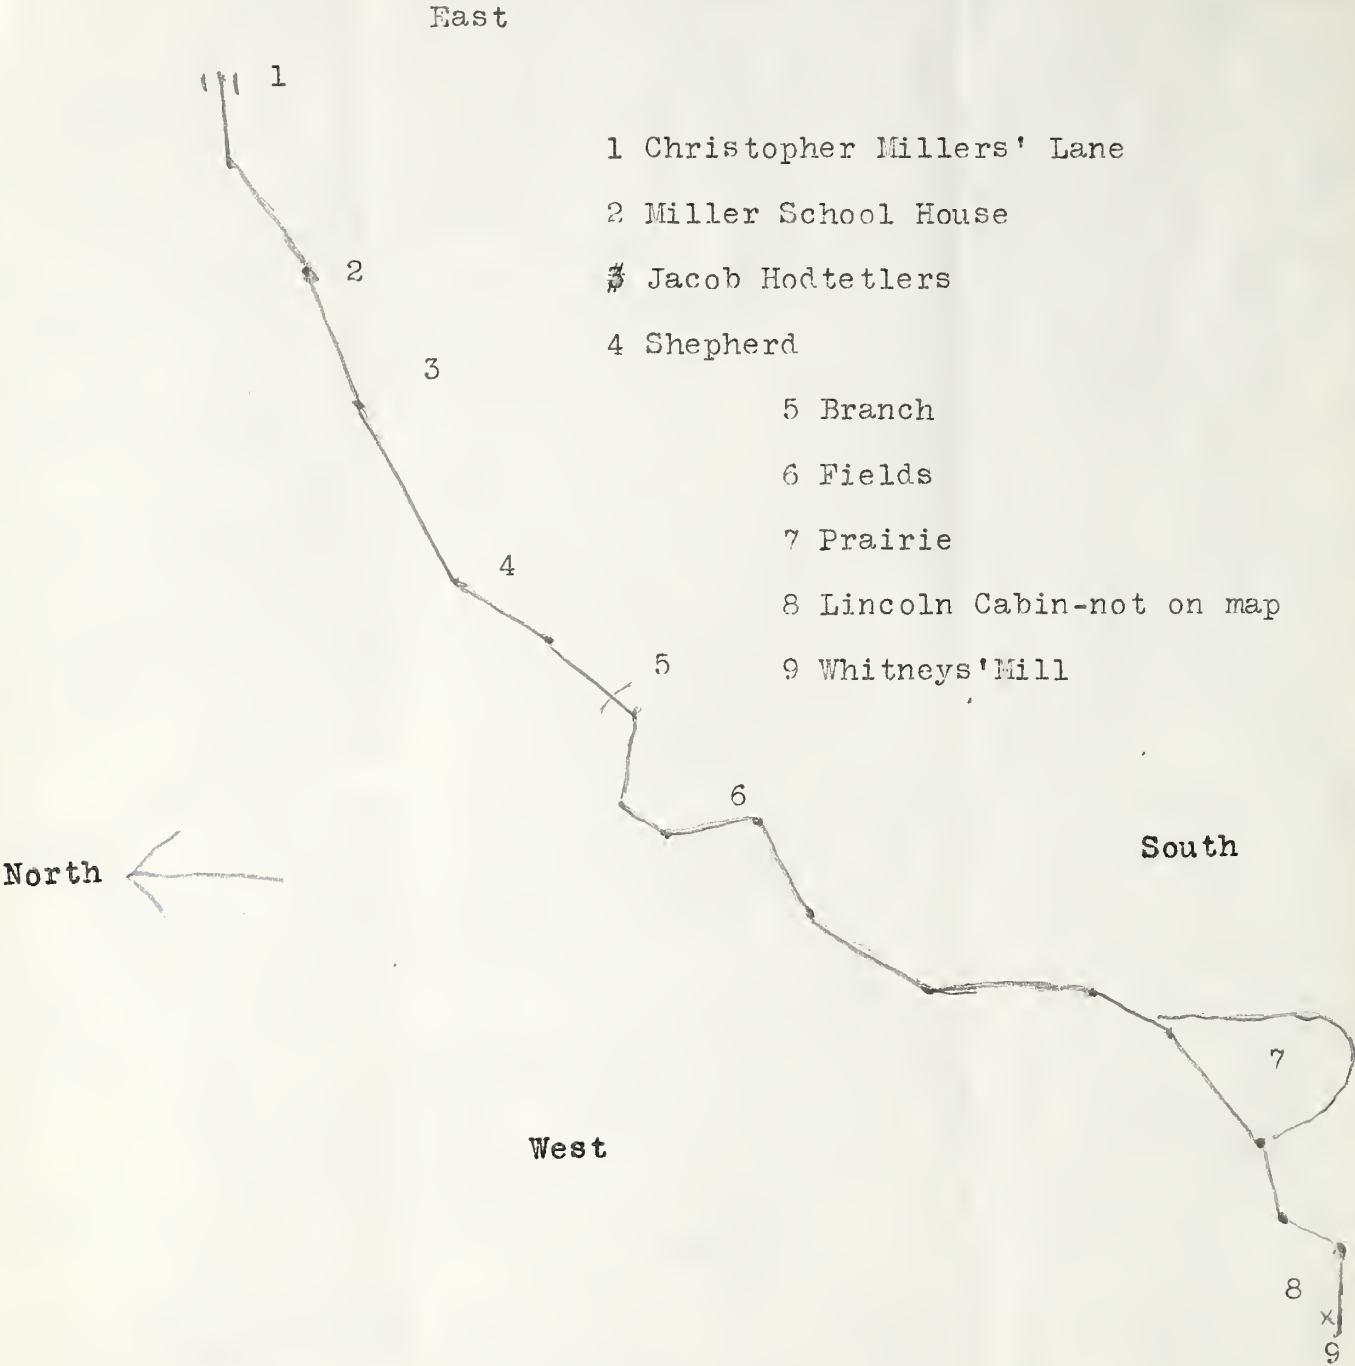 East
1
1 Christopher Millers' Lane
2 Miller School House
2
3 Jacob Hodtetlers
4 Shepherd
3
5 Branch
6 Fields
7 Prairie
4
8 Lincoln Cabin-not on map
5
9 Whitneys'Mill
6
South
North
7
West
8
x
9